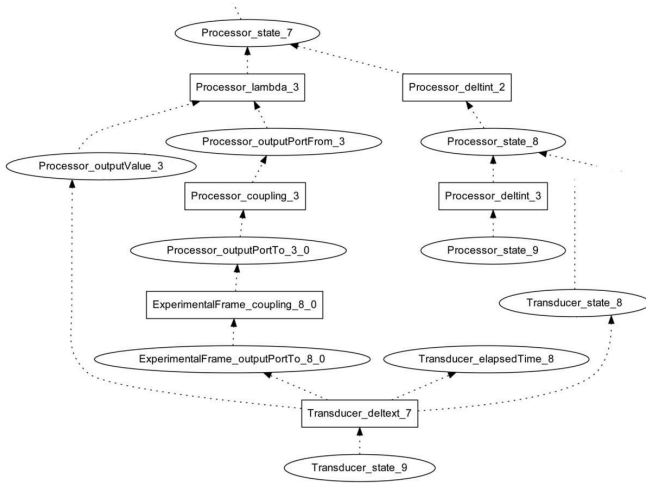 Processor_state_7
Processor_lambda_3
Processor_deltint_2
Processor_outputPortFrom_3
Processor_state_8
Processor_outputValue_3
Processor_coupling_3
Processor_deltint_3
Processor_outputPortTo_3_0
Processor_state_9
ExperimentalFrame_coupling_8_0
Transducer_state_8
ExperimentalFrame_outputPortTo_8_0
Transducer_elapsedTime_8
Transducer_deltext_7
Transducer_state_9